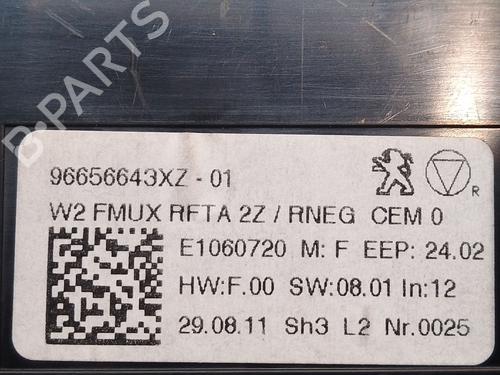 96656643XZ - 01
W2 FMUX RFTA 2Z / RNEG CEM 0
R
E1060720 M: F EEP: 24.02
HW:F.00 SW:08.01 In:12
29.08.11 Sh3 L2 Nr.0025
B-PARTS